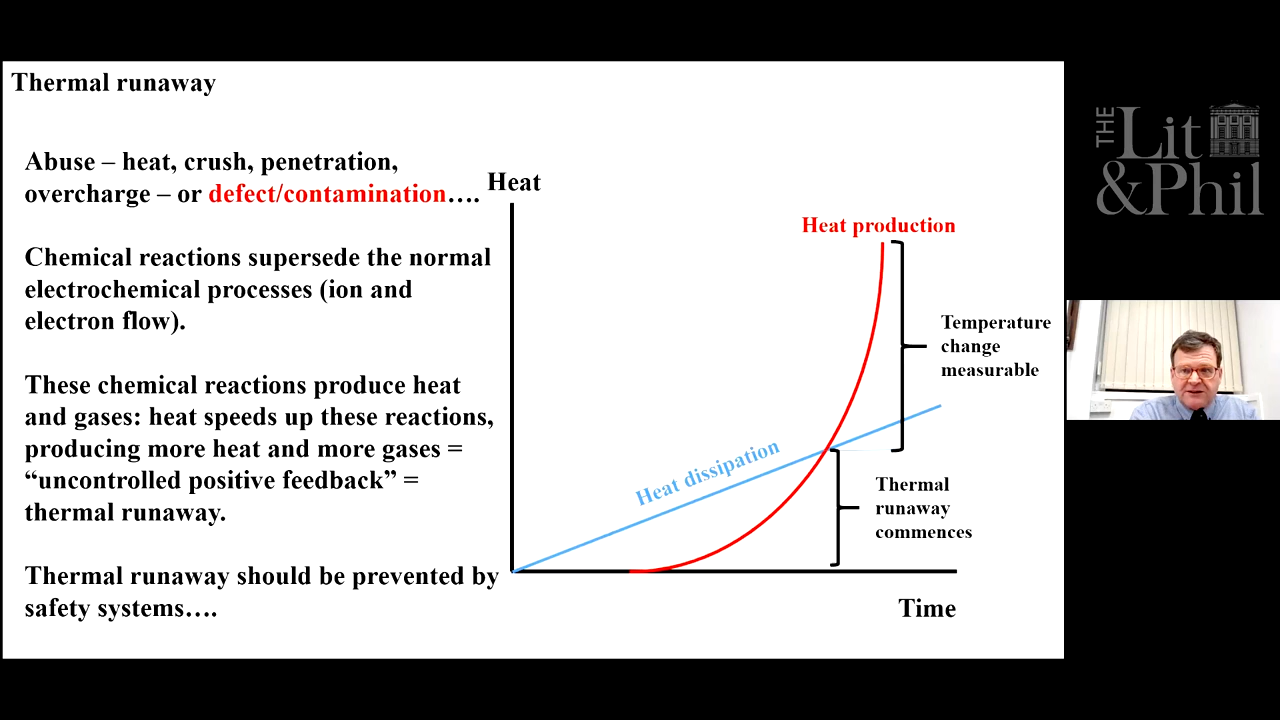 Thermal runaway
Abuse – heat, crush, penetration,
overcharge – or defect/contamination….
Chemical reactions supersede the normal
electrochemical processes (ion and
electron flow).
These chemical reactions produce heat
and gases: heat speeds up these reactions,
producing more heat and more gases =
“uncontrolled positive feedback” =
thermal runaway.
Thermal runaway should be prevented by
safety systems….
Heat
Heat production
Temperature
change
measurable
Heat dissipation
Thermal
runaway
commences
Time
THE
Lit
&Phil